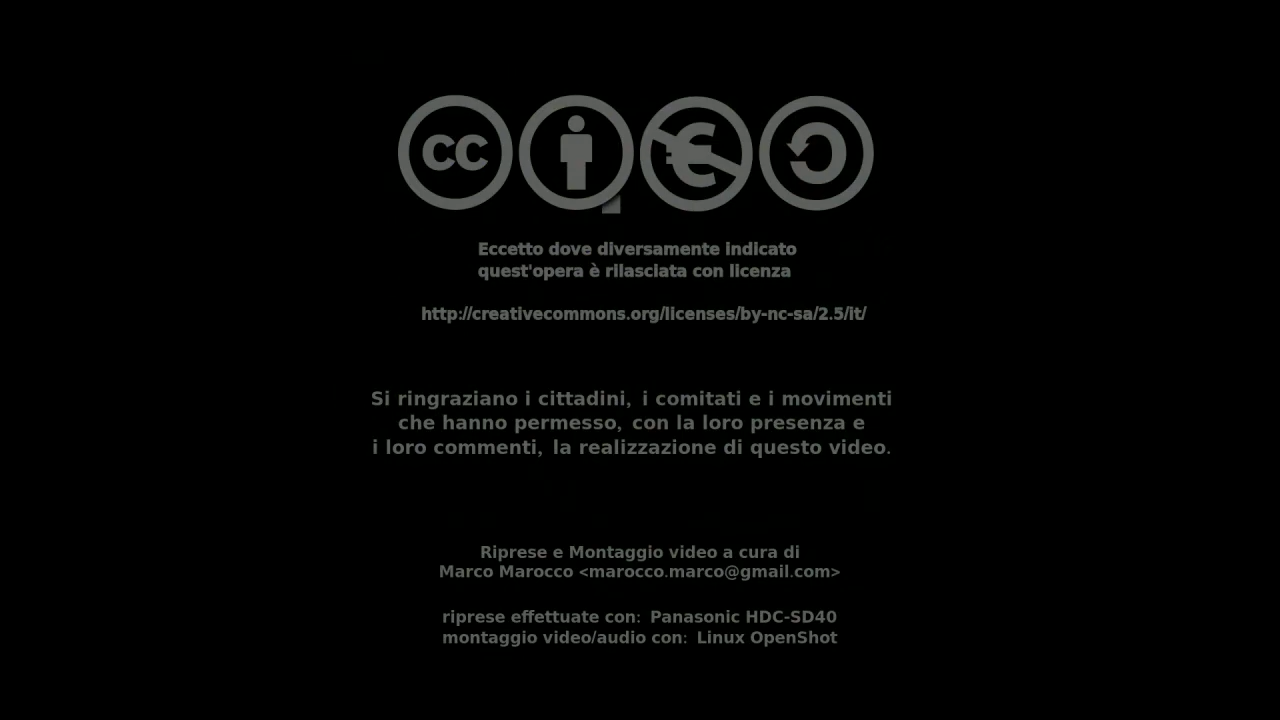 cc
Eccetto dove diversamente indicato
quest'opera è rilasciata con licenza
http://creativecommons.org/licenses/by-nc-sa/2.5/it/
Si ringraziano i cittadini, i comitati e i movimenti
che hanno permesso, con la loro presenza e
i loro commenti, la realizzazione di questo video.
Riprese e Montaggio video a cura di
Marco Marocco <marocco.marco@gmail.com>
riprese effettuate con: Panasonic HDC-SD40
montaggio video/audio con: Linux OpenShot